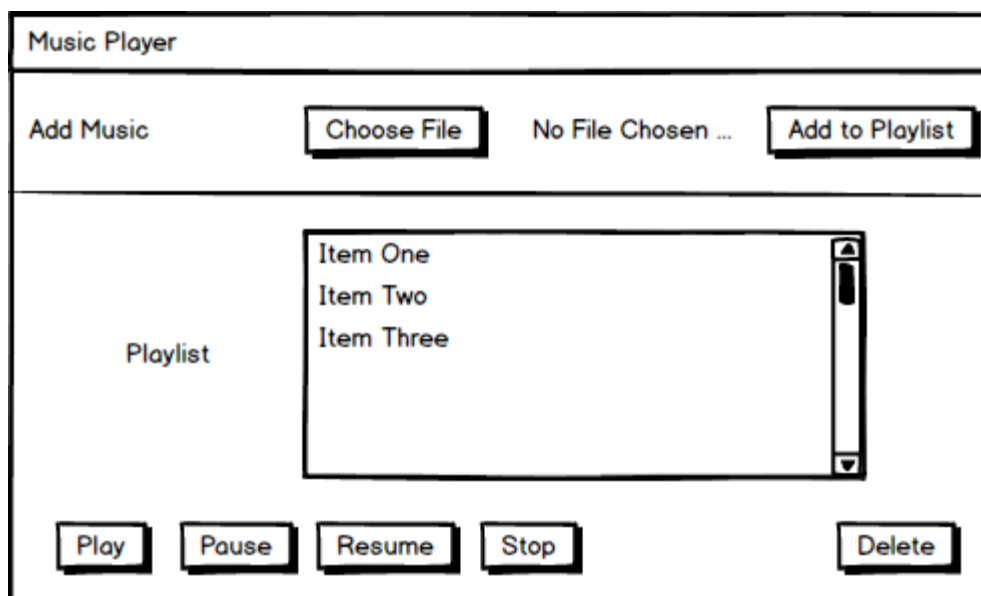 Music Player
Add Music Choose File No File Chosen ... Add to Playlist
Item One
Item Two
Item Three
Playlist
Play Pause Resume Stop Delete